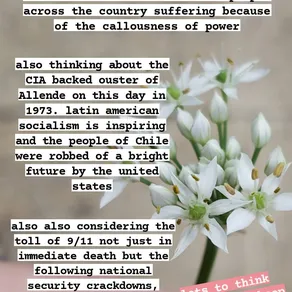 across the country suffering because
of the callousness of power
also thinking about the
CIA backed ouster of
Allende on this day in
1973. latin american
socialism is inspiring
and the people of Chile
were robbed of a bright
future by the united
states
also also considering the
toll of 9/11 not just in
immediate death but the
following national
security crackdowns,
lots to think